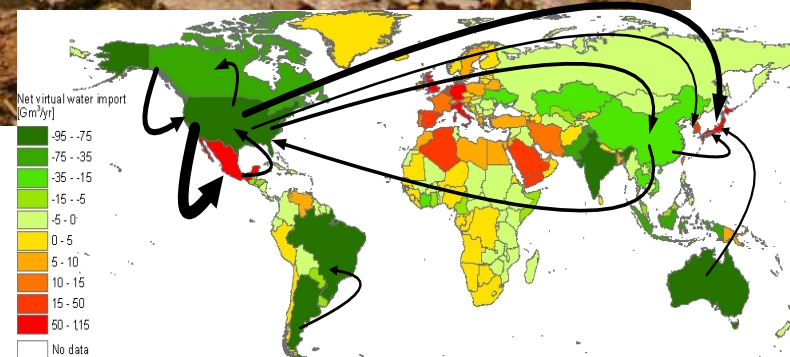 Net virtual water import
[Gm³/yr]
-95 - -75
-75 - -35
-35 - -15
-15 - -5
-5 - 0
0 - 5
5 - 10
10 - 15
15 - 50
50 - 115
No data